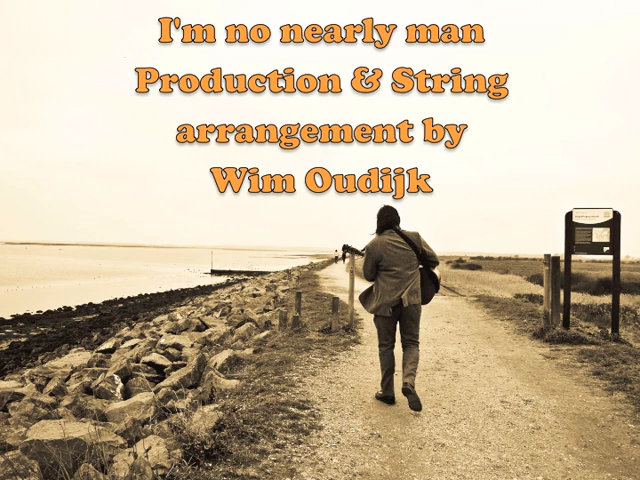 I'm no nearly man
Production & String
arrangement by
Wim Oudijk